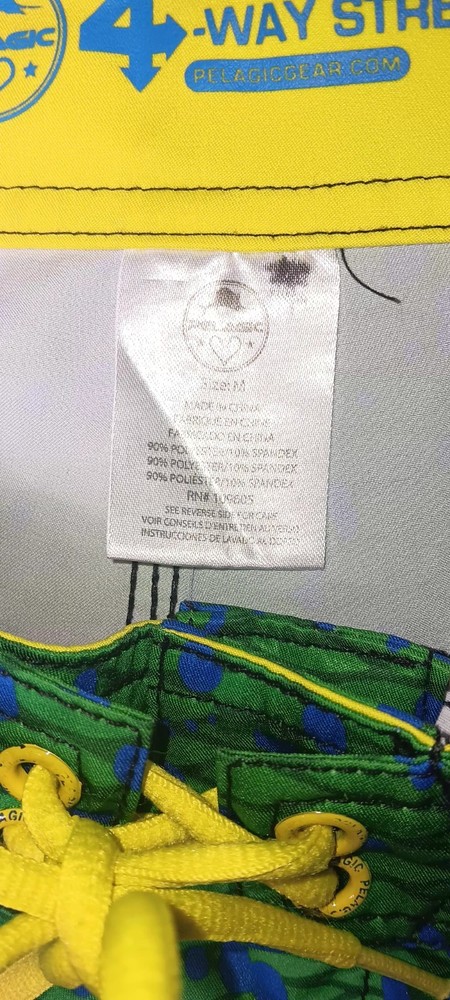 4-WAY STRE
PELAGICGEAR.COM
PELAGIC
Size: M
MADE IN CHINA
FABRIQUE EN CHINE
FABRICADO EN CHINA
90% POLYESTER/10% SPANDEX
90% POLYESTER/10% SPANDEX
90% POLIÉSTER/10% SPANDEX
RN# 109605
SEE REVERSE SIDE FOR CARE
VOIR CONSEILS D'ENTRETIEN AU VERSO
INSTRUCCIONES DE LAVADO AL DORSO
PELAGIC